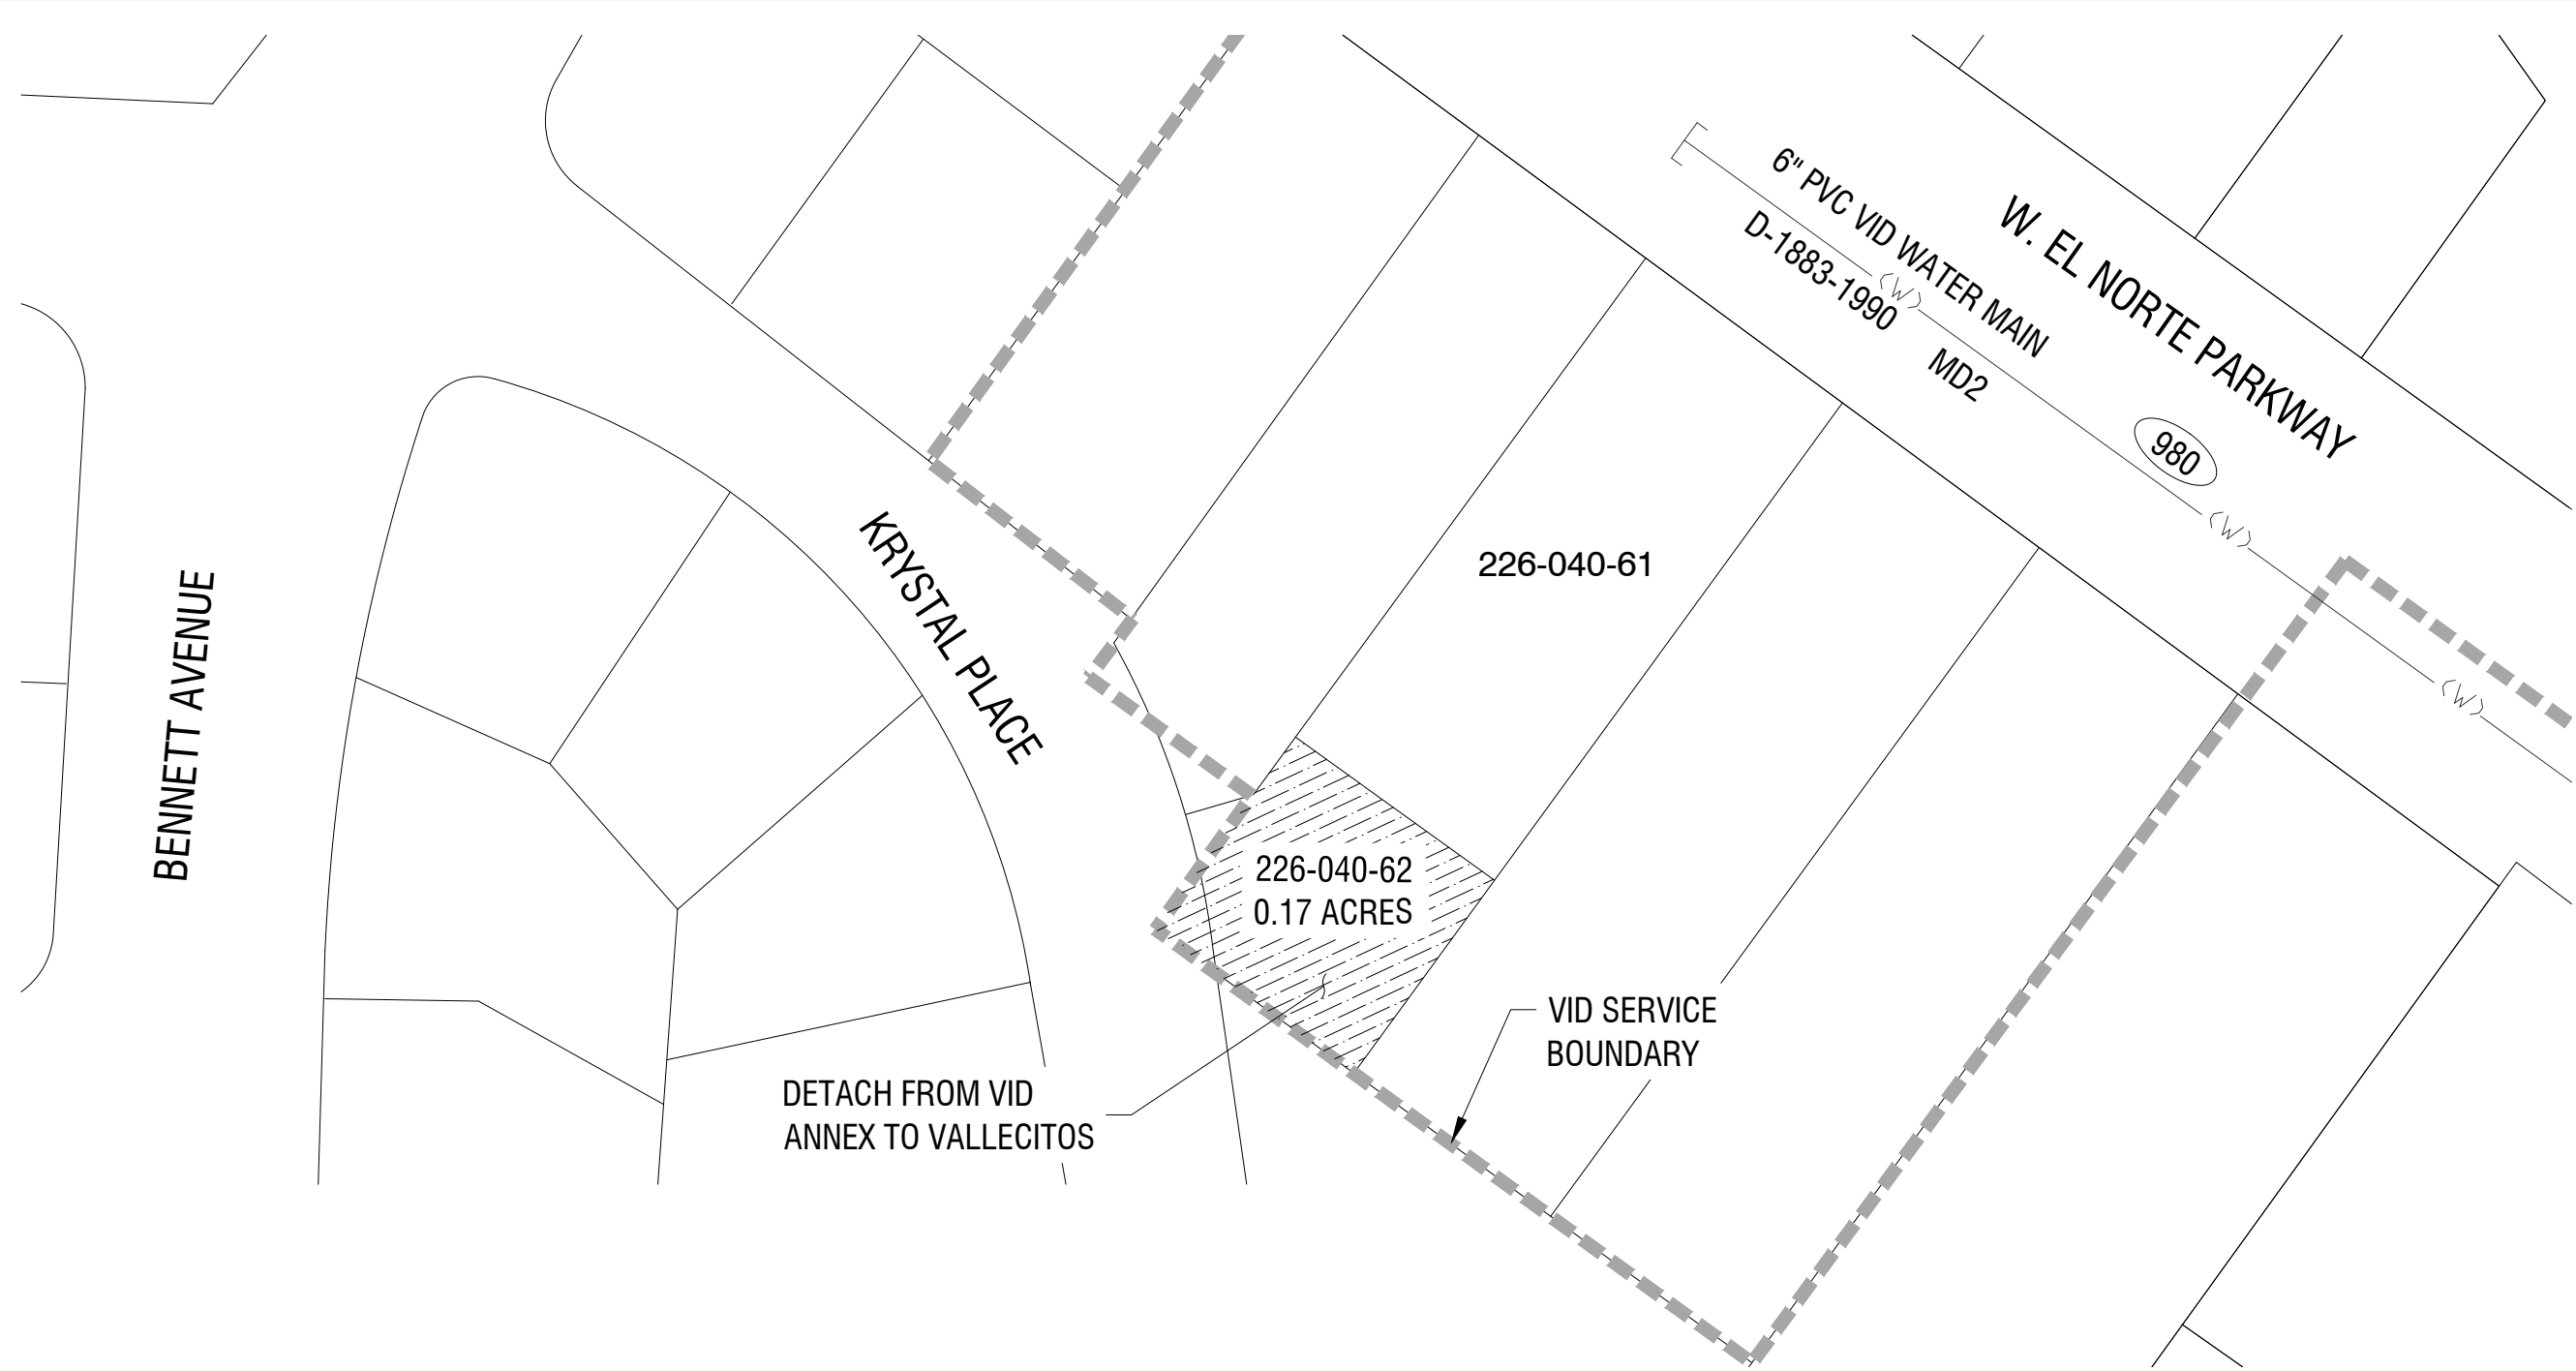 6" PVC VID WATER MAIN
D-1883-1990
MD2
W. EL NORTE PARKWAY
980
⟨W⟩
⟨W⟩
⟨W⟩
KRYSTAL PLACE
BENNETT AVENUE
226-040-61
226-040-62
0.17 ACRES
VID SERVICE
BOUNDARY
DETACH FROM VID
ANNEX TO VALLECITOS